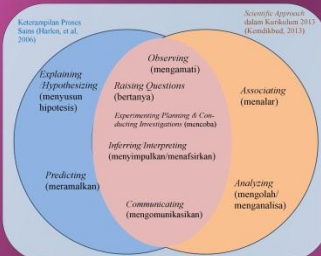 Keterampilan Proses
Sains (Harlen, et al,
2006)
Scientific Approach
dalam Kurikulum 2013
(Kemdikbud, 2013)
Explaining
/Hypothesizing
(menyusun
hipotesis)
Predicting
(meramalkan)
Observing
(mengamati)
Raising Questions
(bertanya)
Experimenting Planning & Con-
ducting Investigations (mencoba)
Inferring Interpreting
(menyimpulkan/menafsirkan)
Communicating
(mengomunikasikan)
Associating
(menalar)
Analyzing
(mengolah/
menganalisa)